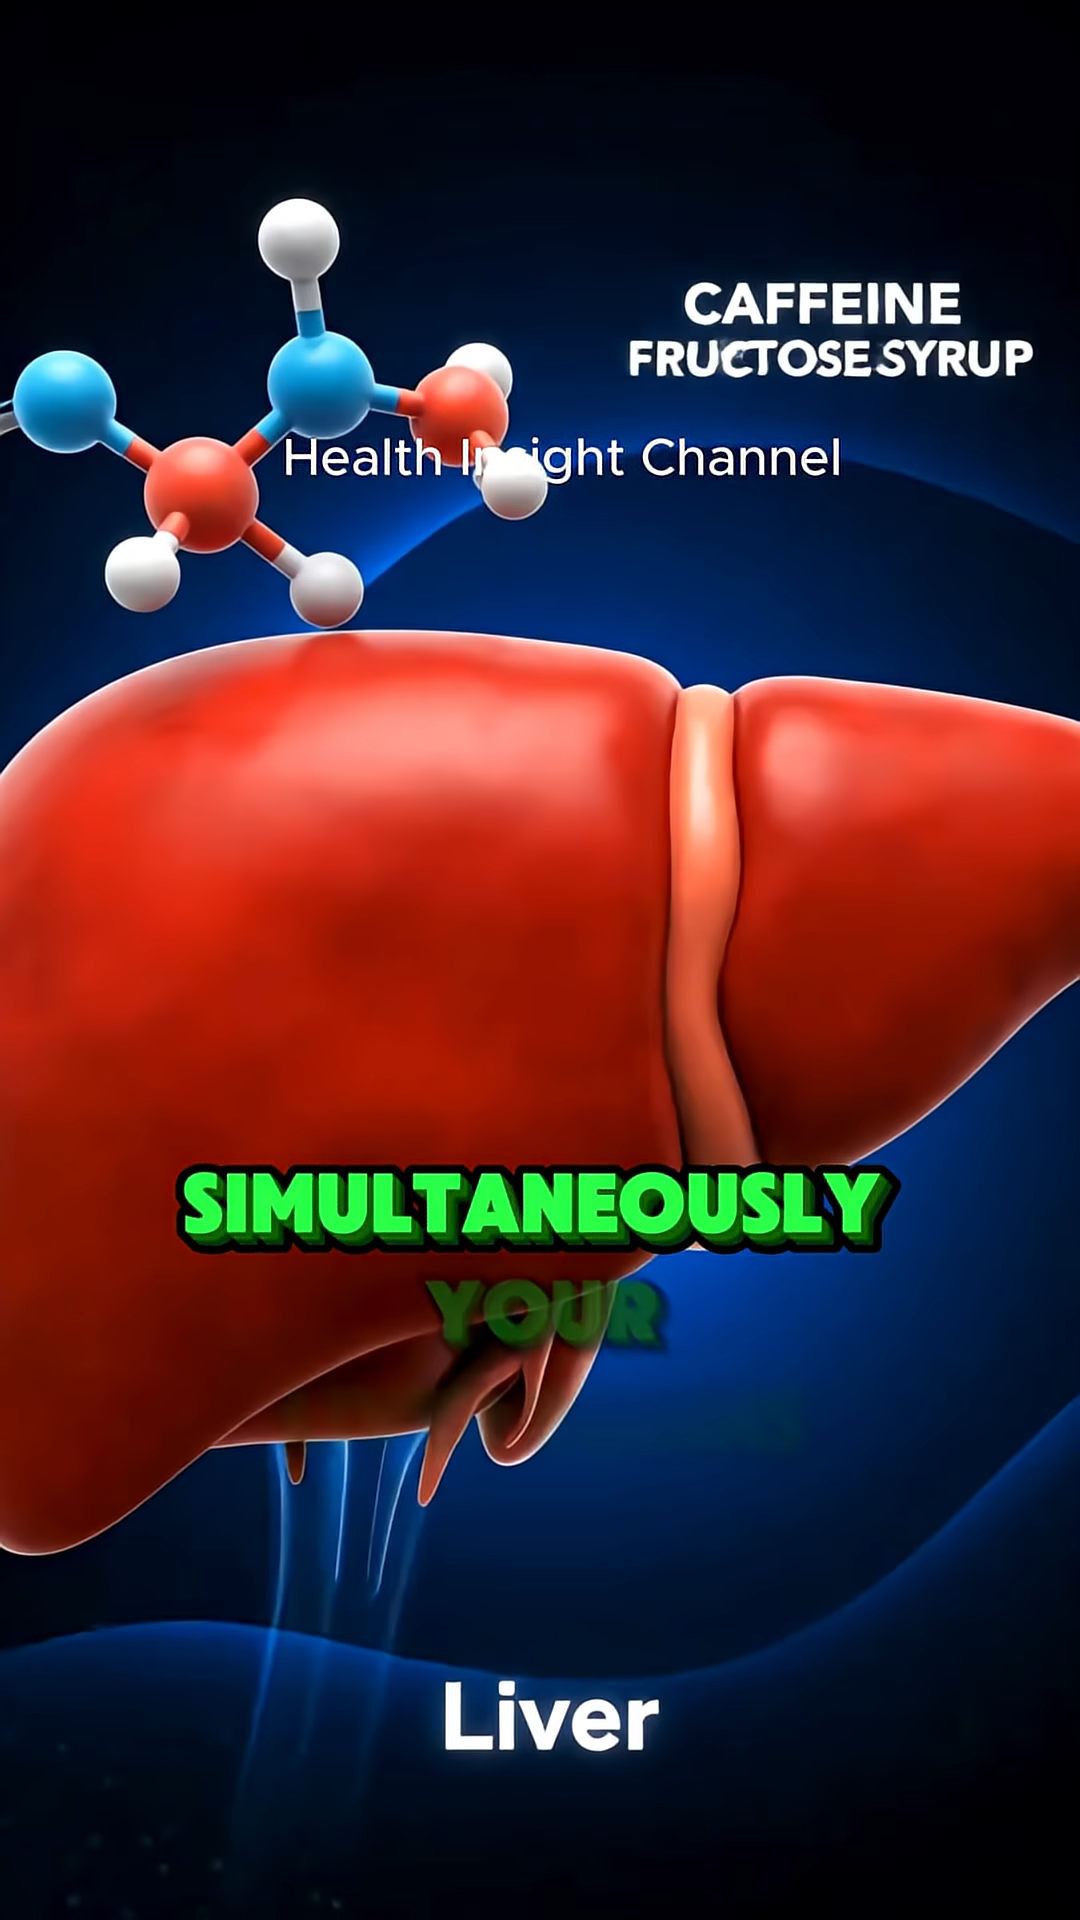 CAFFEINE
FRUCTOSE SYRUP
Health Insight Channel
SIMULTANEOUSLY
YOUR
Liver